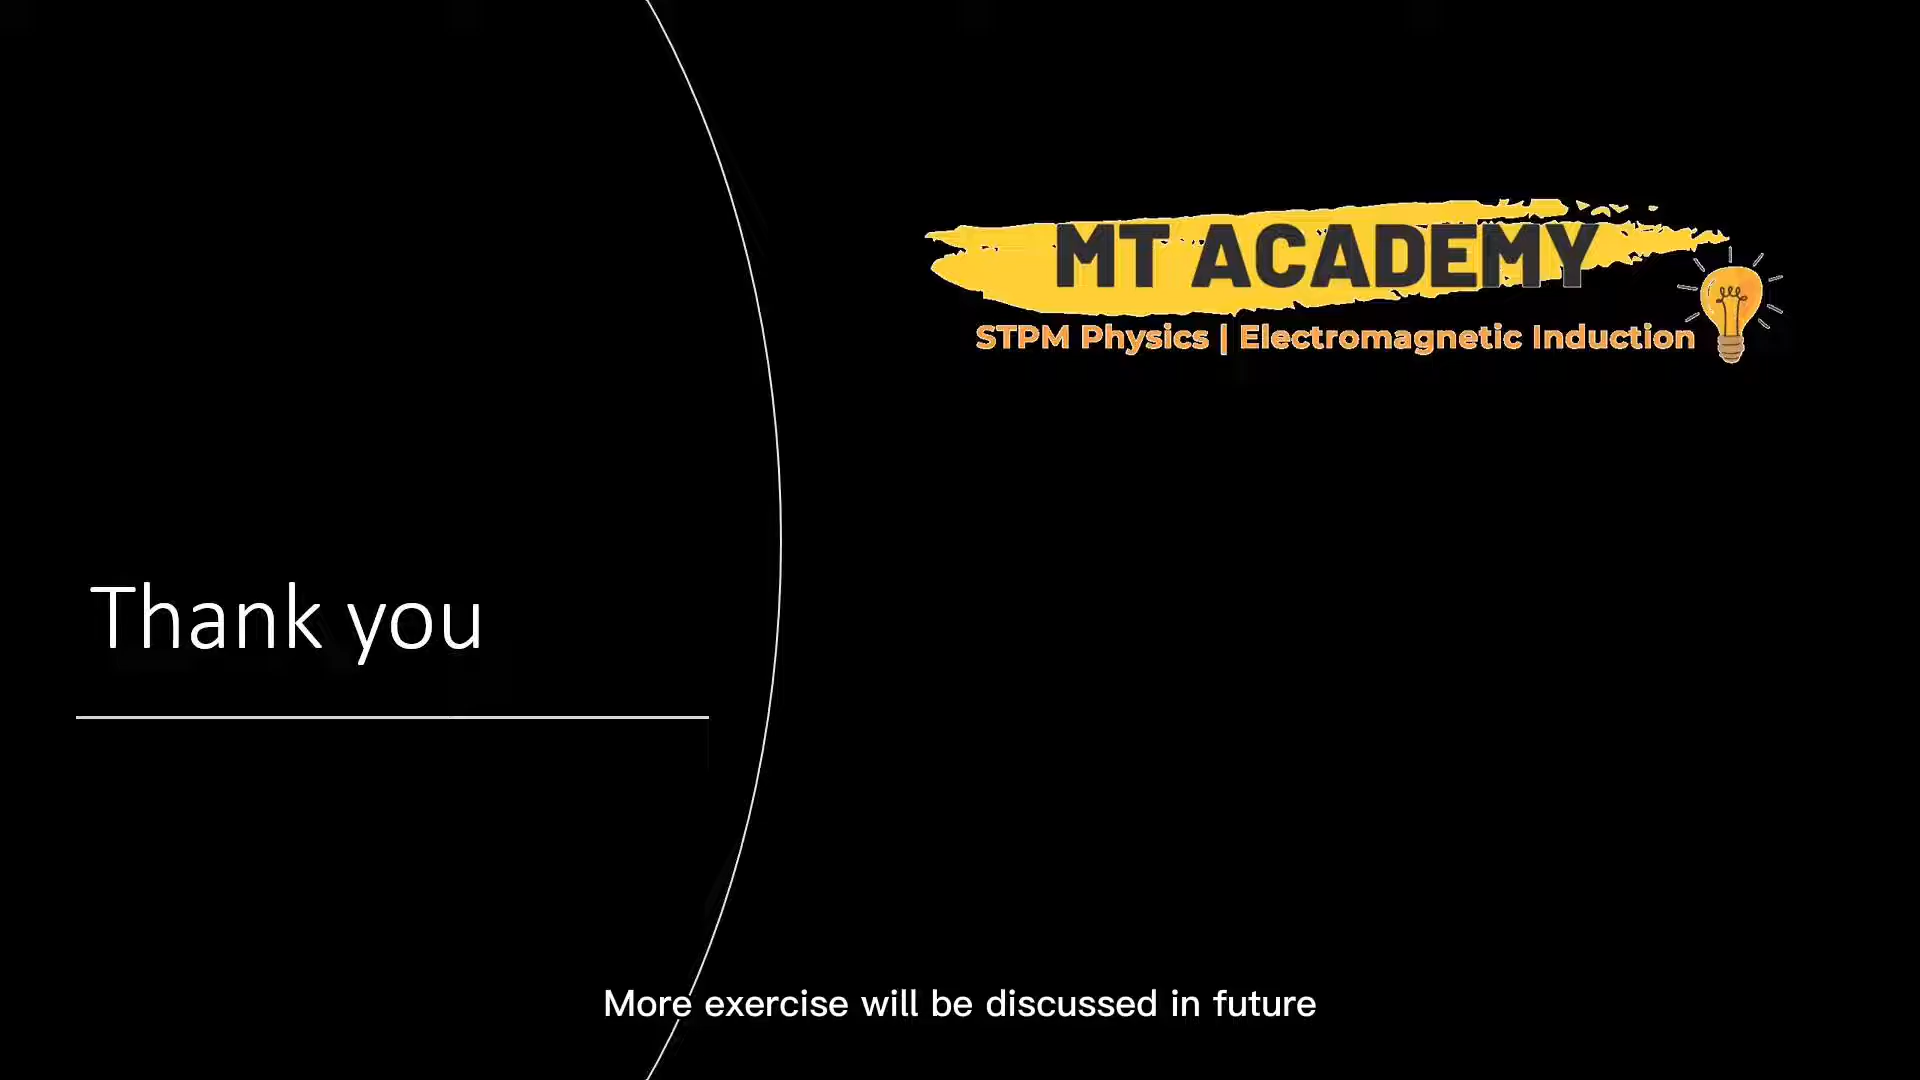 MT ACADEMY
STPM Physics | Electromagnetic Induction
Thank you
More exercise will be discussed in future